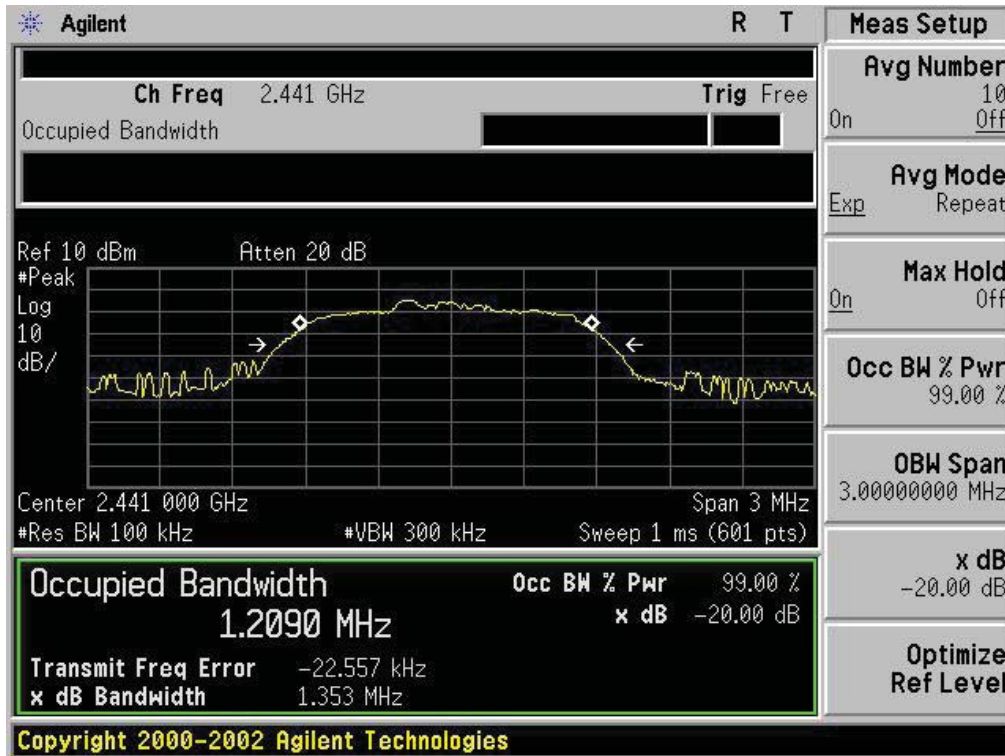 Agilent R T
Ch Freq 2.441 GHz Trig Free
Occupied Bandwidth
Ref 10 dBm Atten 20 dB
#Peak
Log
10
dB/
Center 2.441 000 GHz Span 3 MHz
#Res BW 100 kHz #VBW 300 kHz Sweep 1 ms (601 pts)
Occupied Bandwidth
1.2090 MHz
Occ BW % Pwr 99.00 %
x dB -20.00 dB
Transmit Freq Error -22.557 kHz
x dB Bandwidth 1.353 MHz
Copyright 2000-2002 Agilent Technologies
Meas Setup
Avg Number
10
On Off
Avg Mode
Exp Repeat
Max Hold
On Off
Occ BW % Pwr
99.00 %
OBW Span
3.00000000 MHz
x dB
-20.00 dB
Optimize
Ref Level